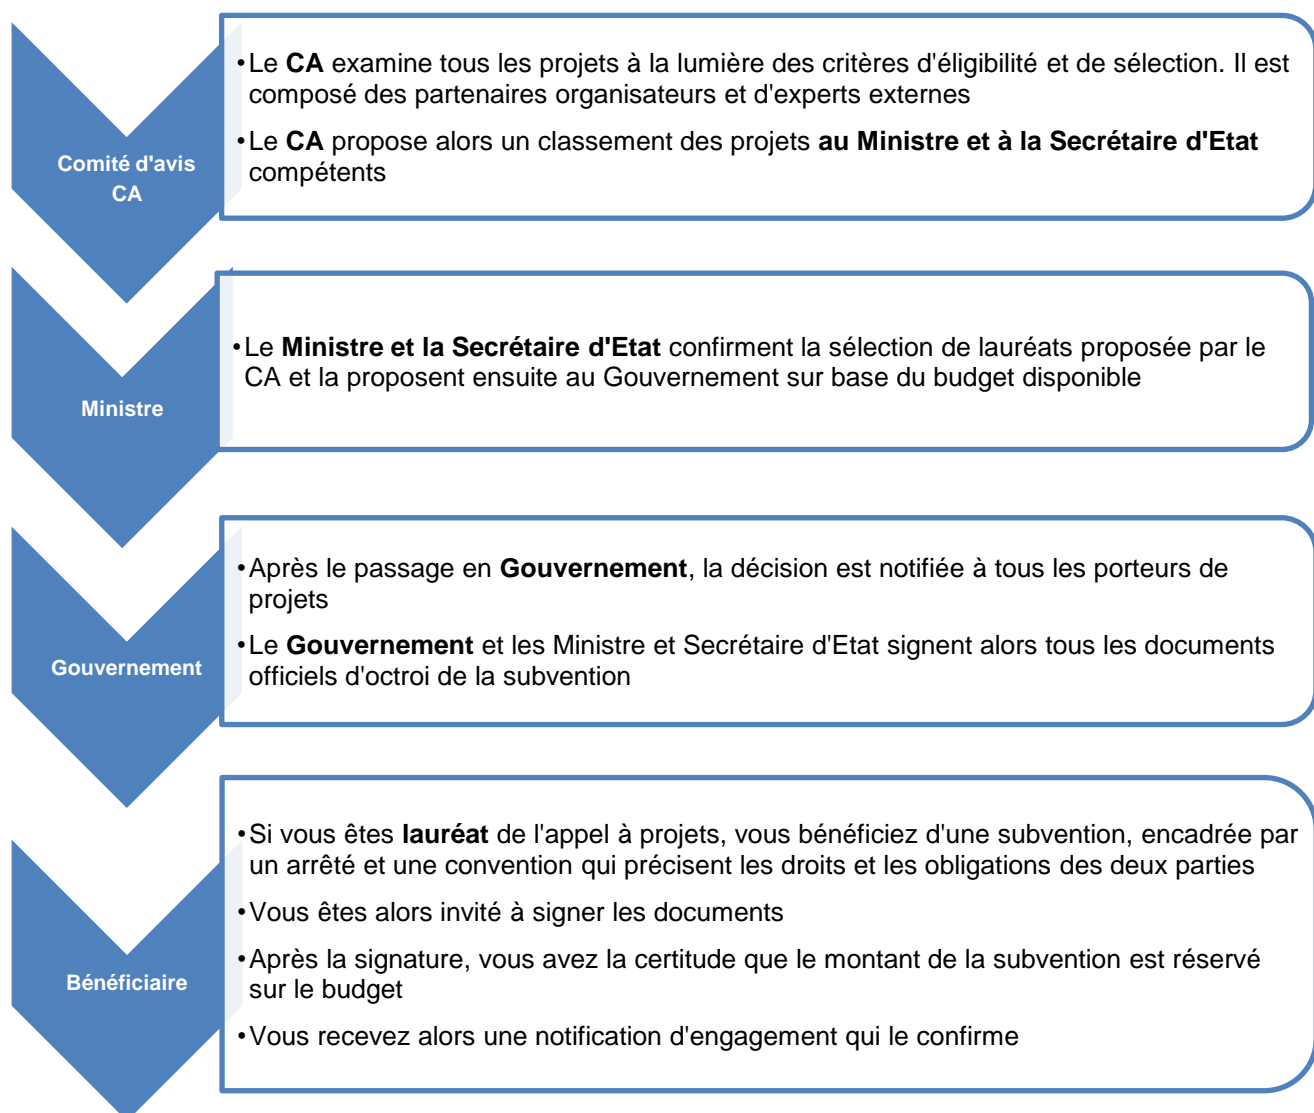 Comité d'avis
CA
•Le CA examine tous les projets à la lumière des critères d'éligibilité et de sélection. Il est
composé des partenaires organisateurs et d'experts externes
•Le CA propose alors un classement des projets au Ministre et à la Secrétaire d'Etat
compétents
Ministre
•Le Ministre et la Secrétaire d'Etat confirment la sélection de lauréats proposée par le
CA et la proposent ensuite au Gouvernement sur base du budget disponible
Gouvernement
•Après le passage en Gouvernement, la décision est notifiée à tous les porteurs de
projets
•Le Gouvernement et les Ministre et Secrétaire d'Etat signent alors tous les documents
officiels d'octroi de la subvention
Bénéficiaire
•Si vous êtes lauréat de l'appel à projets, vous bénéficiez d'une subvention, encadrée par
un arrêté et une convention qui précisent les droits et les obligations des deux parties
•Vous êtes alors invité à signer les documents
•Après la signature, vous avez la certitude que le montant de la subvention est réservé
sur le budget
•Vous recevez alors une notification d'engagement qui le confirme